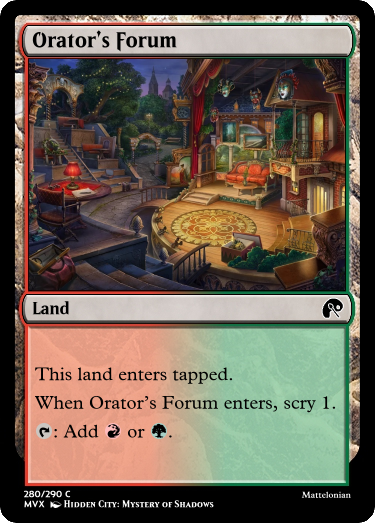 Orator's Forum
Land
This land enters tapped.
When Orator's Forum enters, scry 1.
: Add or .
280/290 C
MVX Hidden City: Mystery of Shadows
Mattelonian